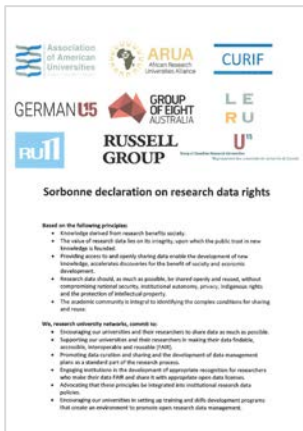 Association
of American
Universities
ARUA
African Research
Universities Alliance
CURIF
GERMAN U15
GROUP
OF EIGHT
AUSTRALIA
L E
R U
RU11
RUSSELL
GROUP
U15
Sorbonne declaration on research data rights
Based on the following principles:
• Knowledge derived from research benefits society.
• The value of research data lies on its integrity, upon which the public trust in new
knowledge is founded.
• Providing access to and openly sharing data enable the development of new
knowledge, accelerates discoveries for the benefit of society and economic
development.
• Research data should, as much as possible, be shared openly and reused, without
compromising national security, institutional autonomy, privacy, indigenous rights
and the protection of intellectual property.
• The academic community is integral to identifying the complex conditions for sharing
and reuse.
We, research university networks, commit to:
• Encouraging our universities and their researchers to share data as much as possible.
• Supporting our universities and their researchers in making their data findable,
accessible, interoperable and reusable (FAIR).
• Promoting data curation and sharing and the development of data management
plans as a standard part of the research process.
• Engaging institutions in the development of appropriate recognition for researchers
who make their data FAIR and share it with appropriate open data licenses.
• Advocating that these principles be integrated into institutional research data
policies.
• Encouraging our universities in setting up training and skills development programs
that create an environment to promote open research data management.